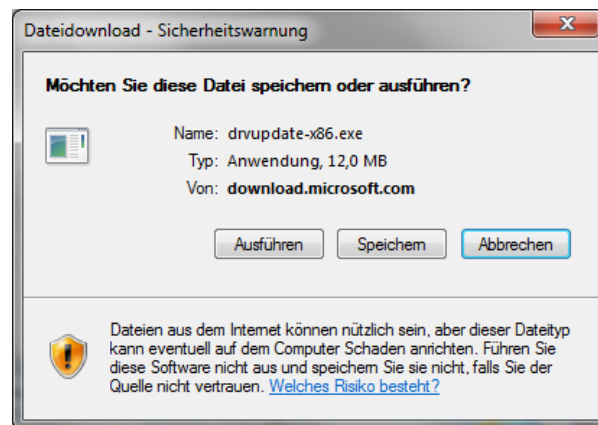 Dateidownload - Sicherheitswarnung
Möchten Sie diese Datei speichern oder ausführen?
Name: drvupdate-x86.exe
Typ: Anwendung, 12,0 MB
Von: download.microsoft.com
Ausführen Speichern Abbrechen
Dateien aus dem Internet können nützlich sein, aber dieser Dateityp
kann eventuell auf dem Computer Schaden anrichten. Führen Sie
diese Software nicht aus und speichern Sie sie nicht, falls Sie der
Quelle nicht vertrauen. Welches Risiko besteht?